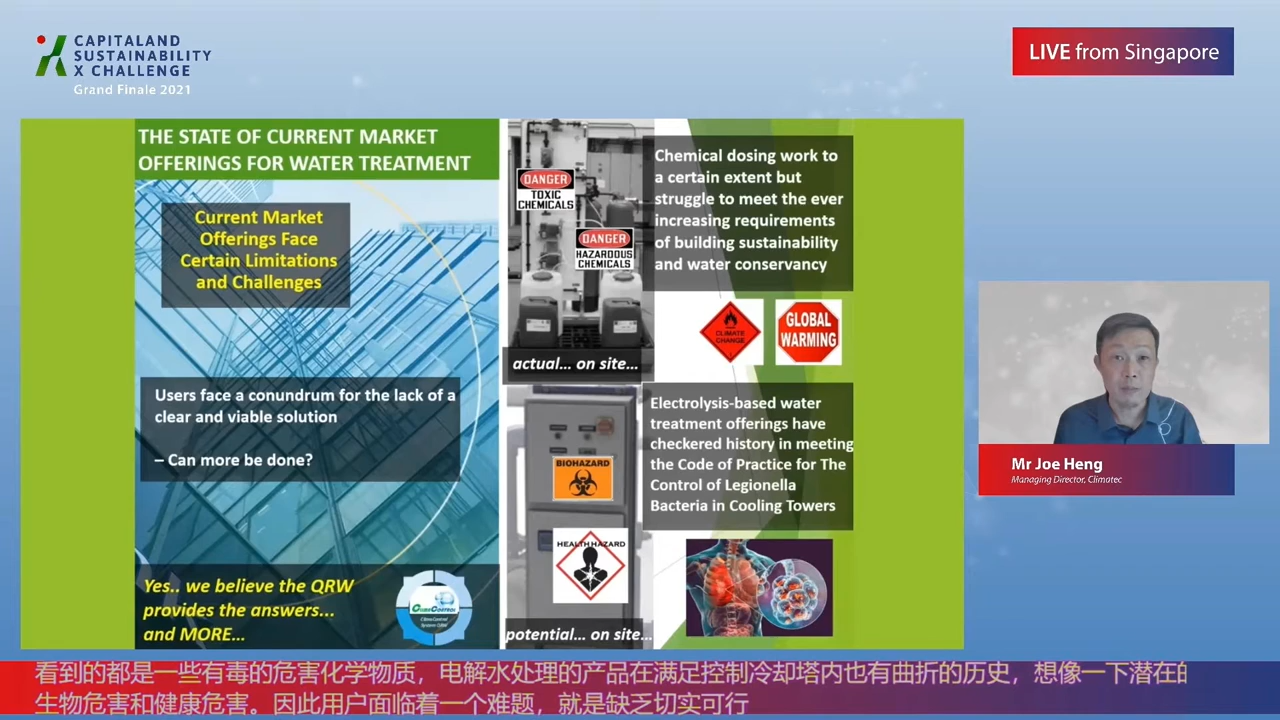 CAPITALAND
SUSTAINABILITY
X CHALLENGE
Grand Finale 2021
LIVE from Singapore
THE STATE OF CURRENT MARKET
OFFERINGS FOR WATER TREATMENT
Current Market
Offerings Face
Certain Limitations
and Challenges
Users face a conundrum for the lack of a
clear and viable solution
– Can more be done?
Yes.. we believe the QRW
provides the answers...
and MORE...
DANGER
TOXIC
CHEMICALS
DANGER
HAZARDOUS
CHEMICALS
actual... on site...
Chemical dosing work to
a certain extent but
struggle to meet the ever
increasing requirements
of building sustainability
and water conservancy
CLIMATE
CHANGE
GLOBAL
WARMING
BIOHAZARD
HEALTH HAZARD
potential... on site...
Electrolysis-based water
treatment offerings have
checkered history in meeting
the Code of Practice for The
Control of Legionella
Bacteria in Cooling Towers
Mr Joe Heng
Managing Director, Climatec
看到的都是一些有毒的危害化学物质，电解水处理的产品在满足控制冷却塔内也有曲折的历史，想像一下潜在的
生物危害和健康危害。因此用户面临着一个难题，就是缺乏切实可行